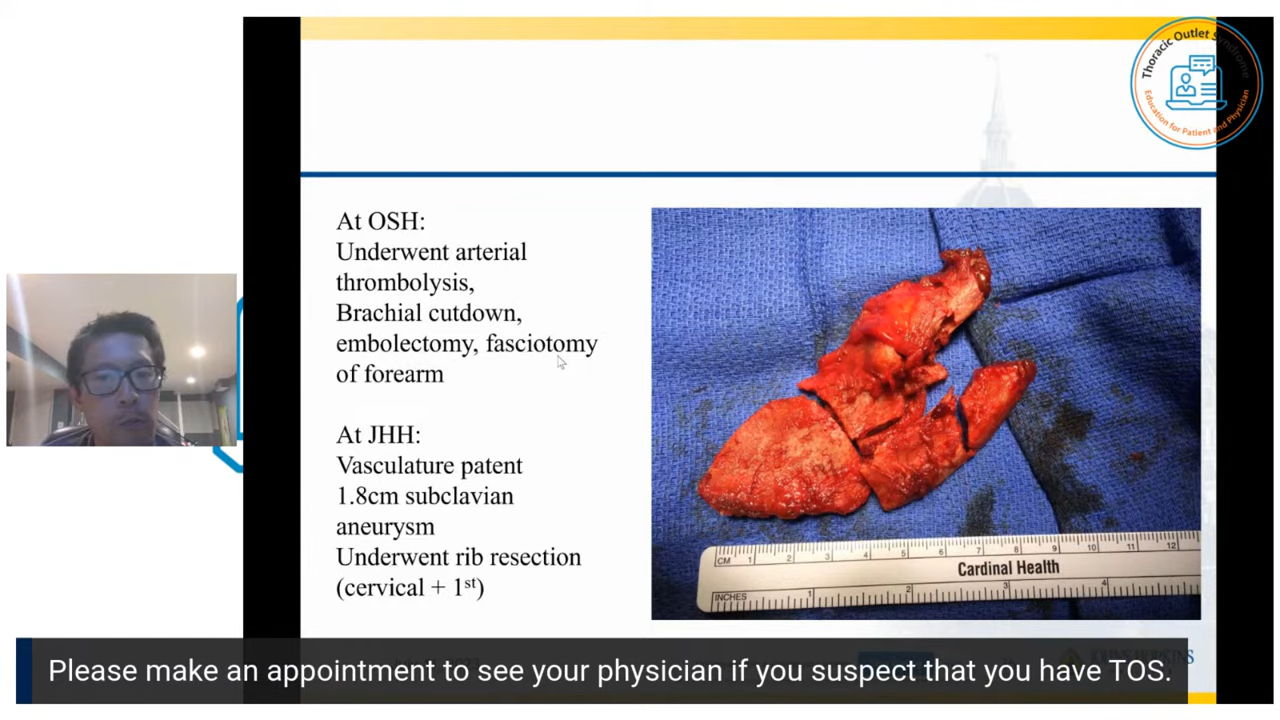 Thoracic Outlet Syndrome
Education for Patient and Physician
At OSH:
Underwent arterial
thrombolysis,
Brachial cutdown,
embolectomy, fasciotomy
of forearm
At JHH:
Vasculature patent
1.8cm subclavian
aneurysm
Underwent rib resection
(cervical + 1st)
CM 1 2 3 4 5 6 7 8 9 10 11 12
Cardinal Health
INCHES 1 2 3 4
Please make an appointment to see your physician if you suspect that you have TOS.